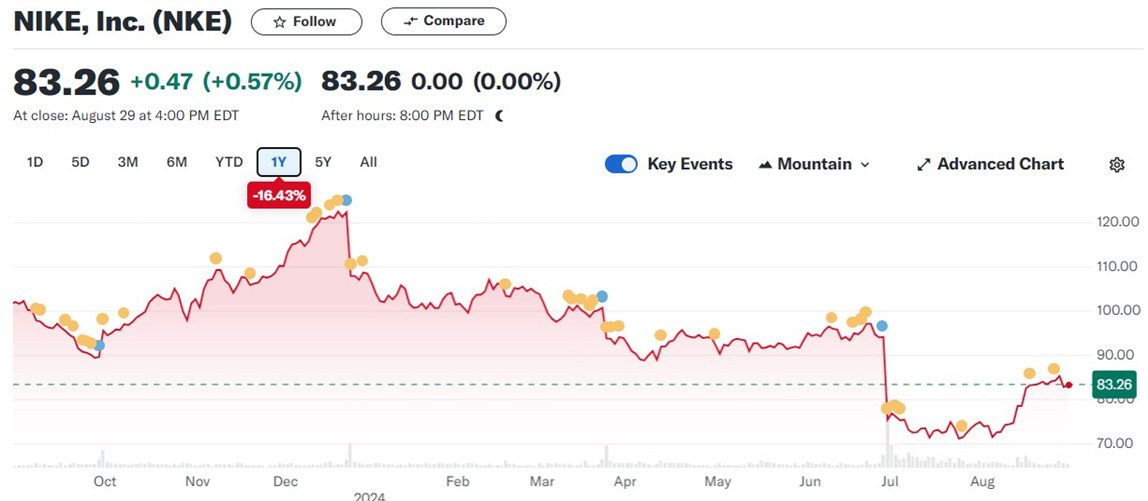 NIKE, Inc. (NKE) Follow Compare
83.26 +0.47 (+0.57%) 83.26 0.00 (0.00%)
At close: August 29 at 4:00 PM EDT After hours: 8:00 PM EDT
1D 5D 3M 6M YTD 1Y 5Y All Key Events Mountain Advanced Chart
-16.43%
120.00
110.00
100.00
90.00
83.26
80.00
70.00
Oct Nov Dec Feb Mar Apr May Jun Jul Aug
2024